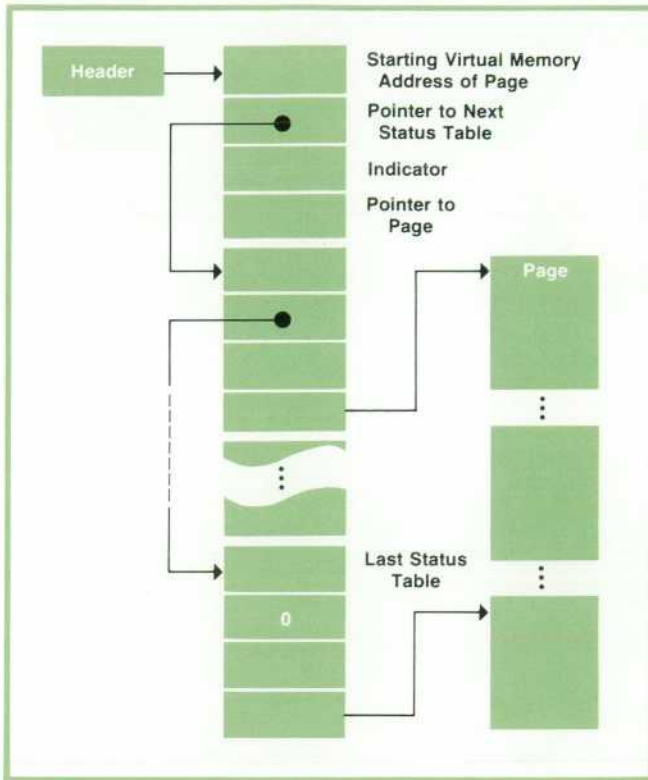 Header
Starting Virtual Memory
Address of Page
Pointer to Next
Status Table
Indicator
Pointer to
Page
Page
Last Status
Table
0